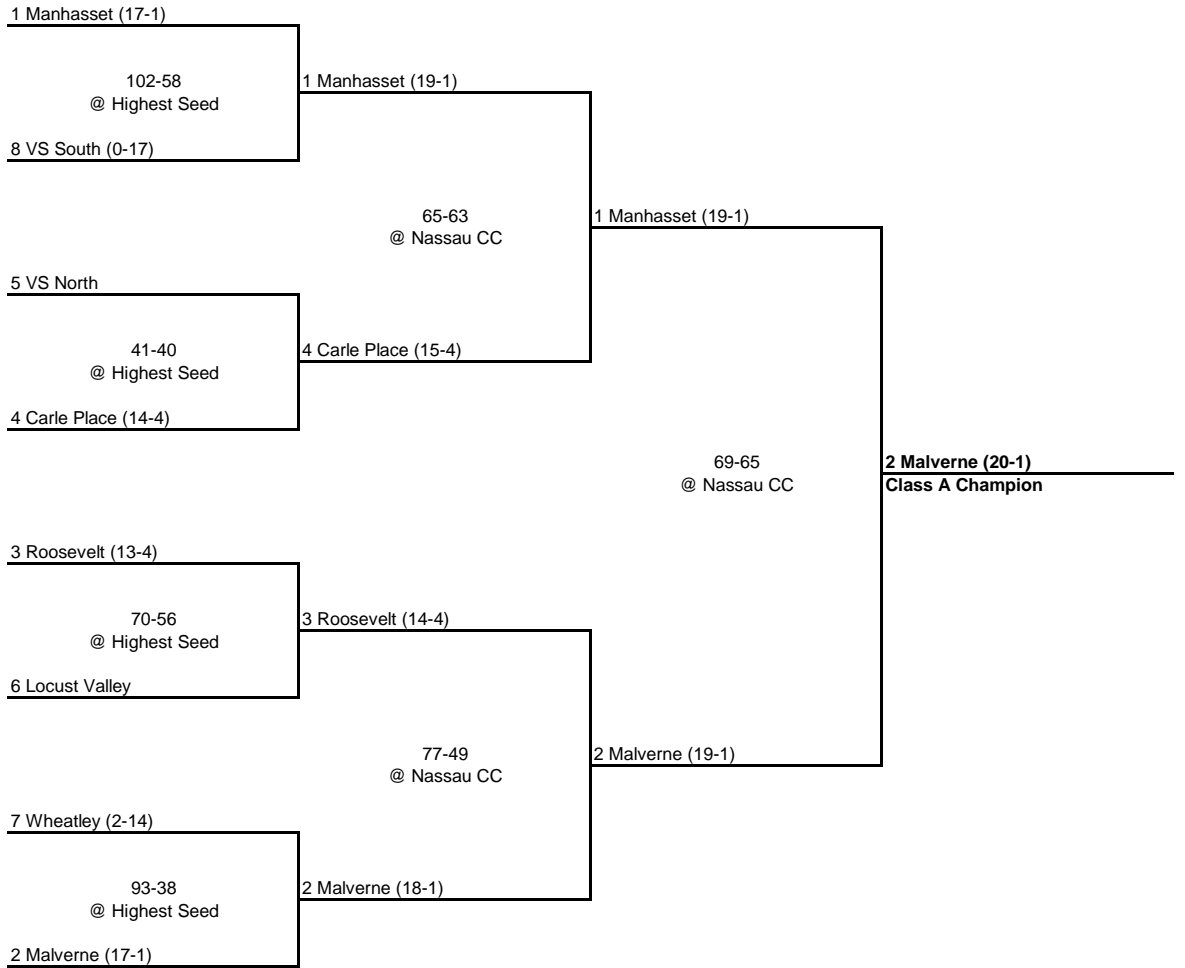 1 Manhasset (17-1)
102-58
@ Highest Seed
1 Manhasset (19-1)
8 VS South (0-17)
65-63
@ Nassau CC
1 Manhasset (19-1)
5 VS North
41-40
@ Highest Seed
4 Carle Place (15-4)
4 Carle Place (14-4)
69-65
@ Nassau CC
2 Malverne (20-1)
Class A Champion
3 Roosevelt (13-4)
70-56
@ Highest Seed
3 Roosevelt (14-4)
6 Locust Valley
77-49
@ Nassau CC
2 Malverne (19-1)
7 Wheatley (2-14)
93-38
@ Highest Seed
2 Malverne (18-1)
2 Malverne (17-1)